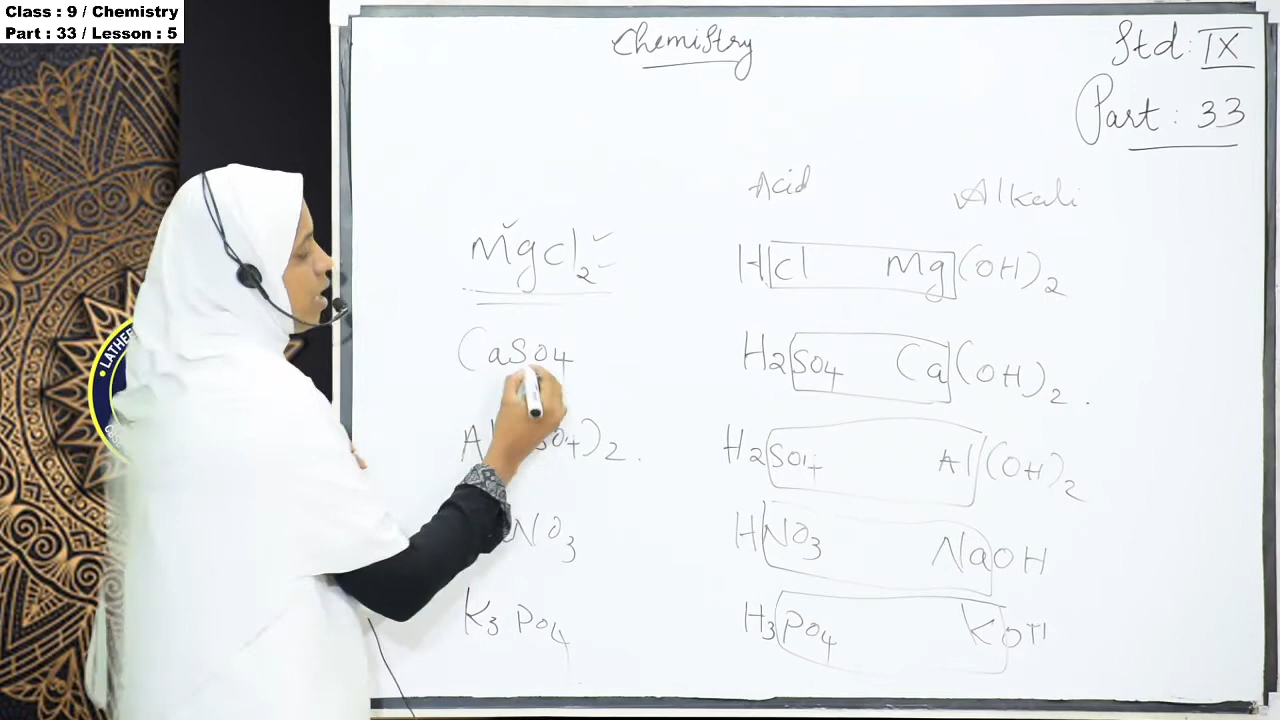 Class : 9 / Chemistry
Part : 33 / Lesson : 5
Chemistry
Std: IX
Part : 33
Acid Alkali
MgCl2 HCl Mg(OH)2
CaSO4 H2SO4 Ca(OH)2.
H2SO4 Al(OH)2
NO3 HNO3 NaOH
K3PO4 H3PO4 KOH